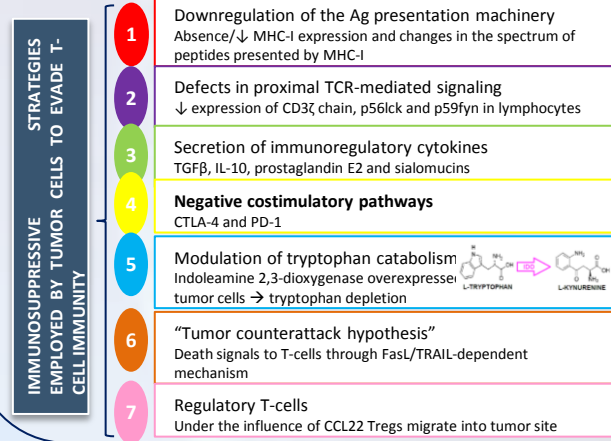 IMMUNOSUPPRESSIVE STRATEGIES
EMPLOYED BY TUMOR CELLS TO EVADE T-
CELL IMMUNITY
1
Downregulation of the Ag presentation machinery
Absence/↓ MHC-I expression and changes in the spectrum of
peptides presented by MHC-I
2
Defects in proximal TCR-mediated signaling
↓ expression of CD3ζ chain, p56lck and p59fyn in lymphocytes
3
Secretion of immunoregulatory cytokines
TGFβ, IL-10, prostaglandin E2 and sialomucins
4
Negative costimulatory pathways
CTLA-4 and PD-1
5
Modulation of tryptophan catabolism
Indoleamine 2,3-dioxygenase overexpressed
tumor cells → tryptophan depletion
L-TRYPTOPHAN
L-KYNURENINE
6
“Tumor counterattack hypothesis”
Death signals to T-cells through FasL/TRAIL-dependent
mechanism
7
Regulatory T-cells
Under the influence of CCL22 Tregs migrate into tumor site